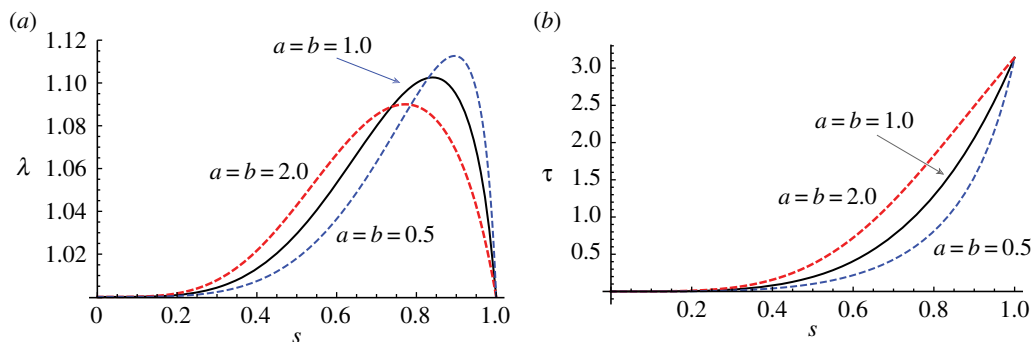 (a)
1.12
a = b = 1.0
1.10
1.08
λ
1.06
a = b = 2.0
1.04
a = b = 0.5
1.02
0 0.2 0.4 0.6 0.8 1.0
s
(b)
3.0
2.5
a = b = 1.0
2.0
τ
1.5
a = b = 2.0
1.0
a = b = 0.5
0.5
0 0.2 0.4 0.6 0.8 1.0
s